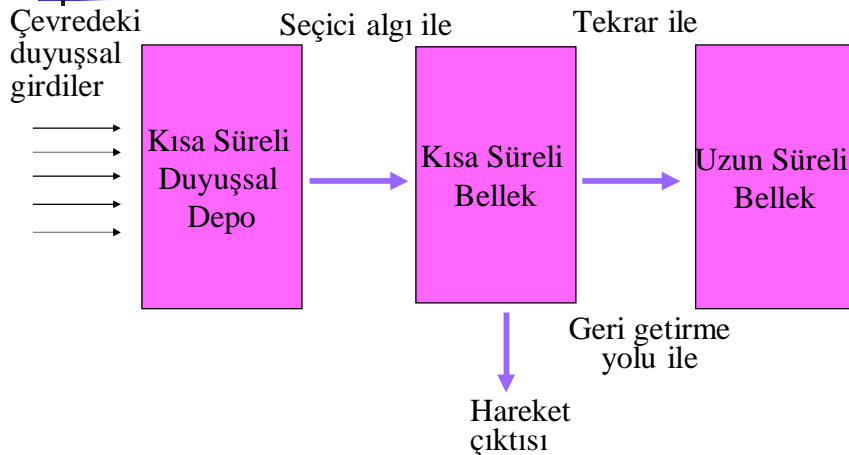 Çevredeki
duyuşsal
girdiler
Seçici algı ile
Tekrar ile
Kısa Süreli
Duyuşsal
Depo
Kısa Süreli
Bellek
Uzun Süreli
Bellek
Geri getirme
yolu ile
Hareket
çıktısı